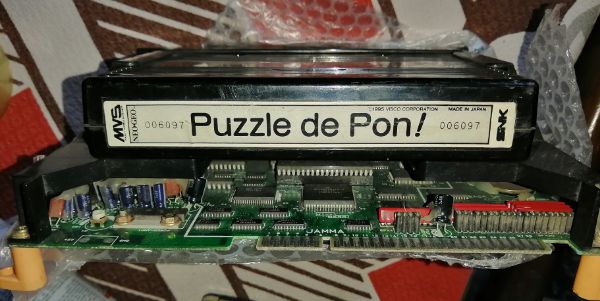 ©1995 VISCO CORPORATION MADE IN JAPAN
MVS NEOGEO 006097 Puzzle de Pon! 006097 SNK
JAMMA